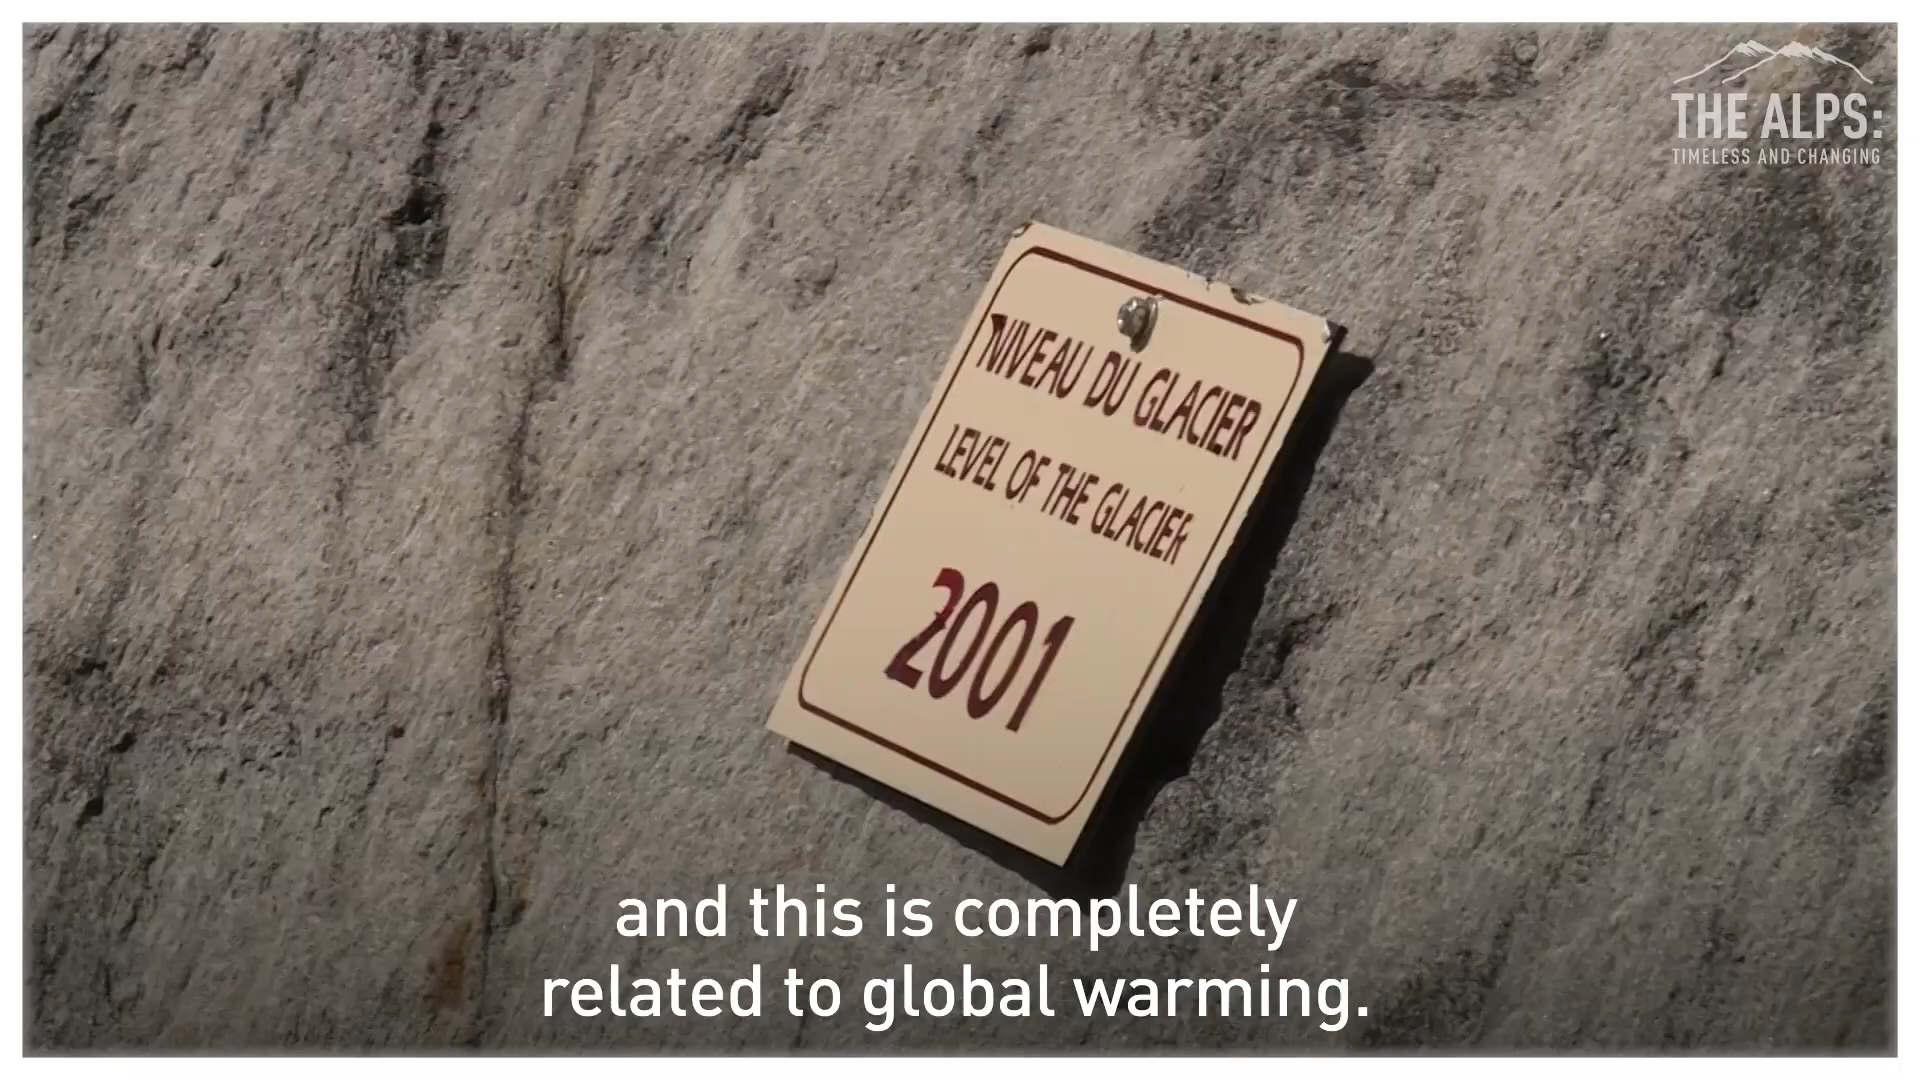 THE ALPS:
TIMELESS AND CHANGING
NIVEAU DU GLACIER
LEVEL OF THE GLACIER
2001
and this is completely
related to global warming.